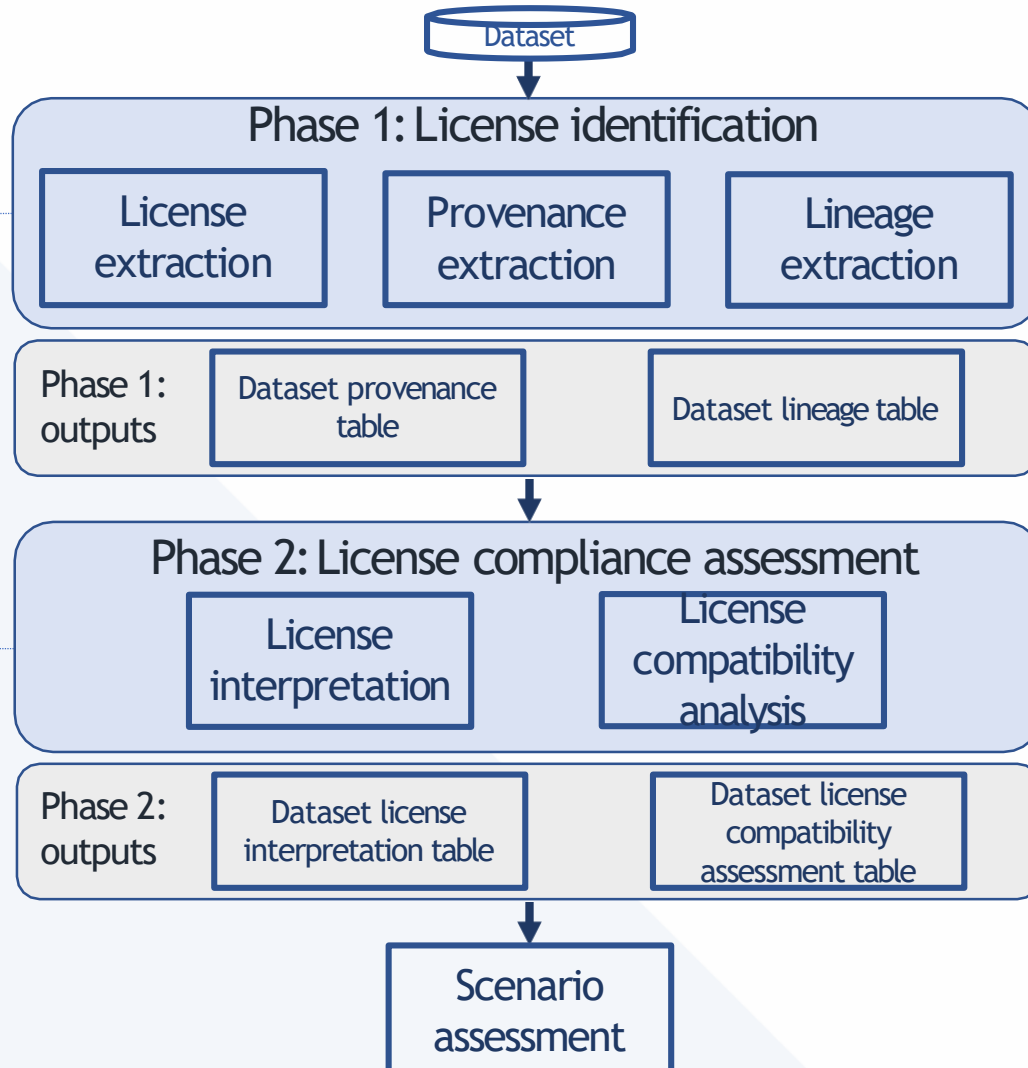 Dataset
Phase 1: License identification
License
extraction
Provenance
extraction
Lineage
extraction
Phase 1:
outputs
Dataset provenance
table
Dataset lineage table
Phase 2: License compliance assessment
License
interpretation
License
compatibility
analysis
Phase 2:
outputs
Dataset license
interpretation table
Dataset license
compatibility
assessment table
Scenario
assessment